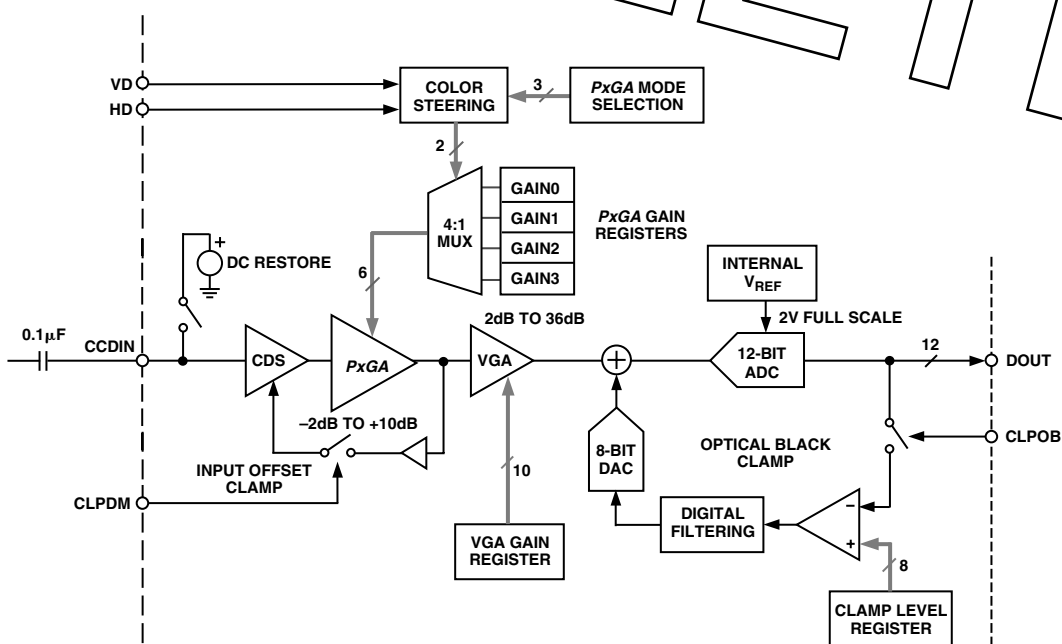 VD
HD
COLOR
STEERING
3
PxGA MODE
SELECTION
2
4:1
MUX
GAIN0
GAIN1
GAIN2
GAIN3
PxGA GAIN
REGISTERS
6
DC RESTORE
+
INTERNAL
VREF
2V FULL SCALE
0.1µF
CCDIN
CDS
PxGA
2dB TO 36dB
VGA
+
12-BIT
ADC
12
DOUT
–2dB TO +10dB
INPUT OFFSET
CLAMP
CLPDM
10
VGA GAIN
REGISTER
8-BIT
DAC
OPTICAL BLACK
CLAMP
CLPOB
DIGITAL
FILTERING
–
+
8
CLAMP LEVEL
REGISTER